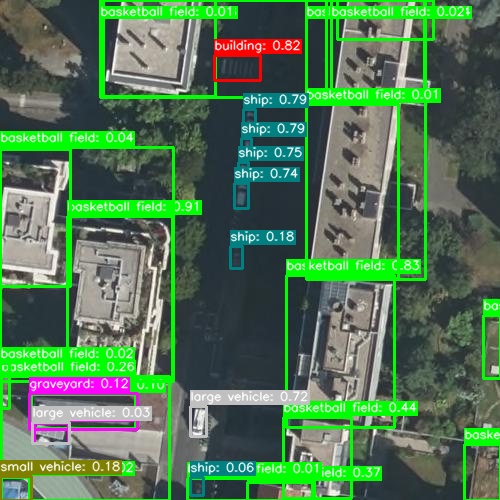 basketball field: 0.01
basketball field: 0.02
building: 0.82
ship: 0.79
basketball field: 0.01
ship: 0.79
basketball field: 0.04
ship: 0.75
ship: 0.74
basketball field: 0.91
ship: 0.18
basketball field: 0.83
basketball field: 0.02
basketball field: 0.26
graveyard: 0.12
0.10
large vehicle: 0.72
large vehicle: 0.03
basketball field: 0.44
small vehicle: 0.18
ship: 0.06
field: 0.01
field: 0.37